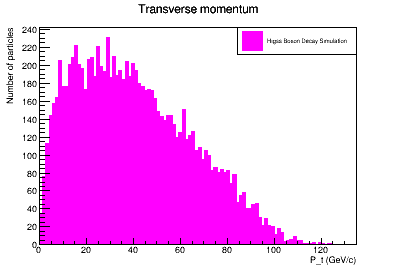 Transverse momentum
Higgs Boson Decay Simulation
Number of particles
240
220
200
180
160
140
120
100
80
60
40
20
0
0 20 40 60 80 100 120
P_t (GeV/c)